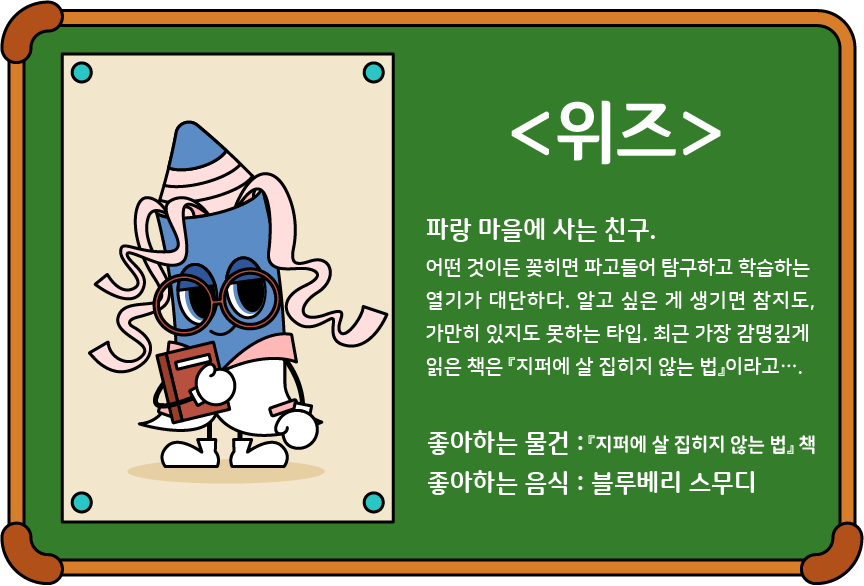 <위즈>
파랑 마을에 사는 친구.
어떤 것이든 꽂히면 파고들어 탐구하고 학습하는
열기가 대단하다. 알고 싶은 게 생기면 참지도,
가만히 있지도 못하는 타입. 최근 가장 감명깊게
읽은 책은 『지퍼에 살 집히지 않는 법』이라고….
좋아하는 물건 : 『지퍼에 살 집히지 않는 법』 책
좋아하는 음식 : 블루베리 스무디